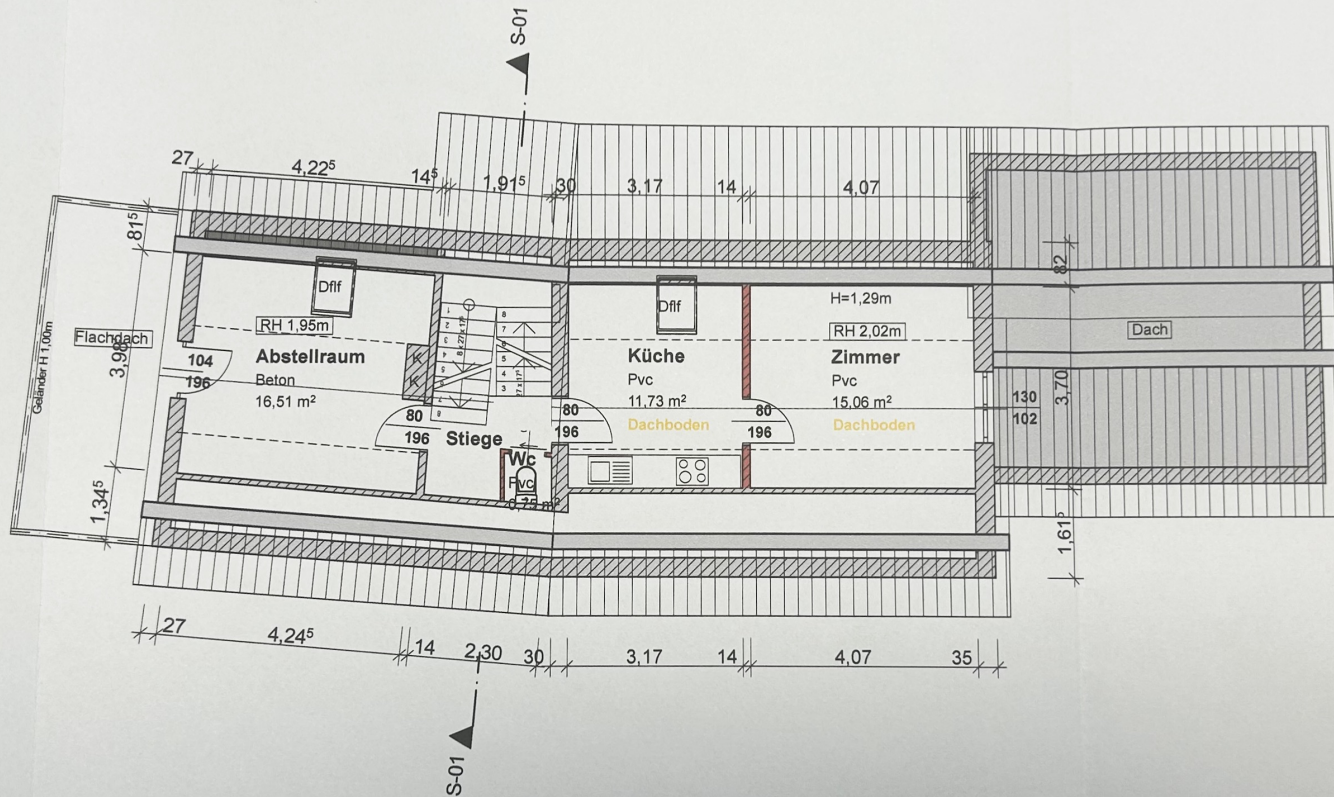 S-01
27
4,22⁵
14⁵
1,91⁵
30
3,17
14
4,07
81⁵
82
Dflf
Dflf
H=1,29m
RH 1,95m
RH 2,02m
Flachdach
Dach
Geländer H 1,00m
3,98
104
196
Abstellraum
Beton
16,51 m²
K
K
Küche
Pvc
11,73 m²
Dachboden
Zimmer
Pvc
15,06 m²
Dachboden
3,70
130
102
80
196
Stiege
80
196
80
196
Wc
Pvc
1,34⁵
1,61⁵
27
4,24⁵
14
2,30
30
3,17
14
4,07
35
S-01